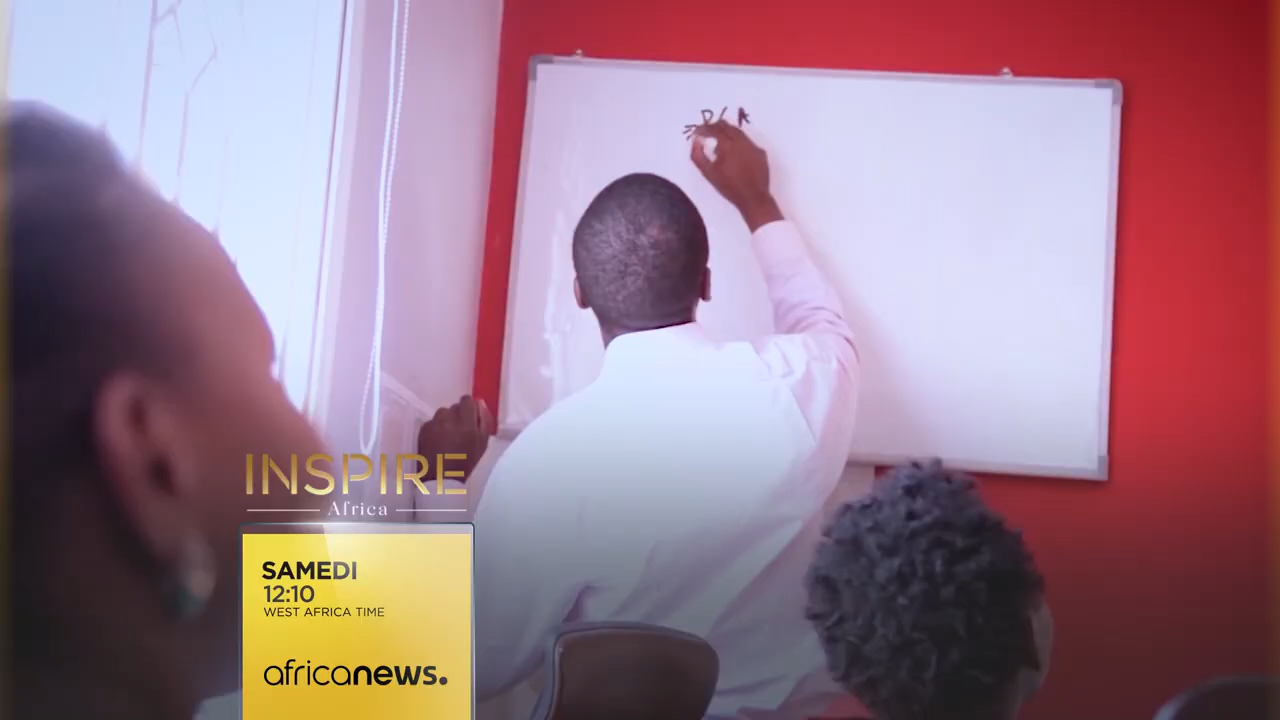 INSPIRE
Africa
SAMEDI
12:10
WEST AFRICA TIME
africanews.